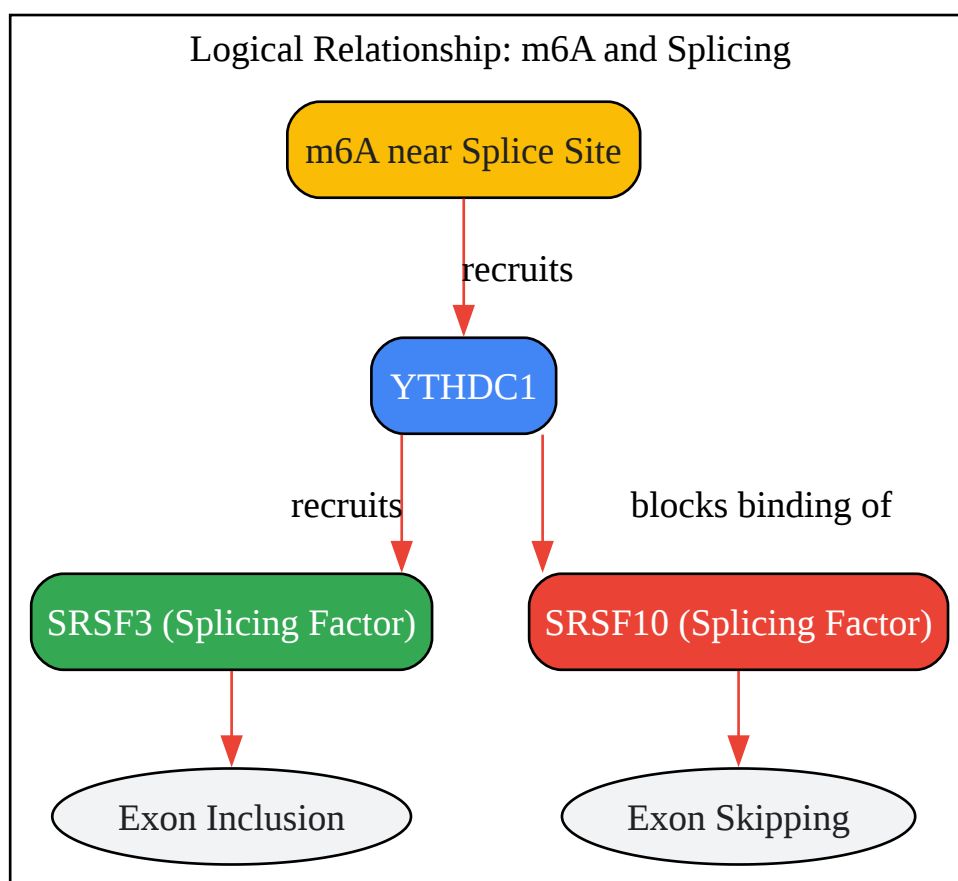 Logical Relationship: m6A and Splicing
m6A near Splice Site
recruits
YTHDC1
recruits
blocks binding of
SRSF3 (Splicing Factor)
SRSF10 (Splicing Factor)
Exon Inclusion
Exon Skipping